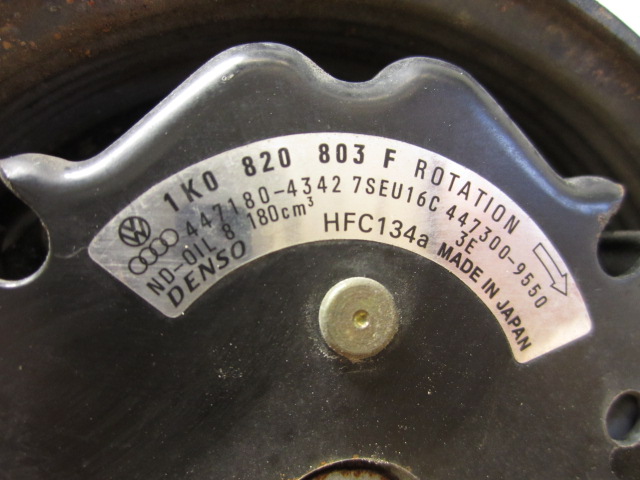 1K0 820 803 F ROTATION
447180-4342 7SEU16C 447300-9550
ND-OIL 8 180cm³ HFC134a 3E
DENSO MADE IN JAPAN